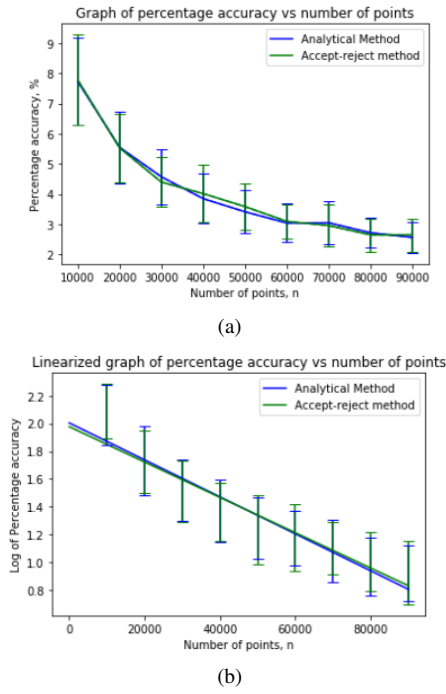 Graph of percentage accuracy vs number of points
Analytical Method
Accept-reject method
Percentage accuracy, %
9
8
7
6
5
4
3
2
10000 20000 30000 40000 50000 60000 70000 80000 90000
Number of points, n
(a)
Linearized graph of percentage accuracy vs number of points
Analytical Method
Accept-reject method
Log of Percentage accuracy
2.2
2.0
1.8
1.6
1.4
1.2
1.0
0.8
0 20000 40000 60000 80000
Number of points, n
(b)